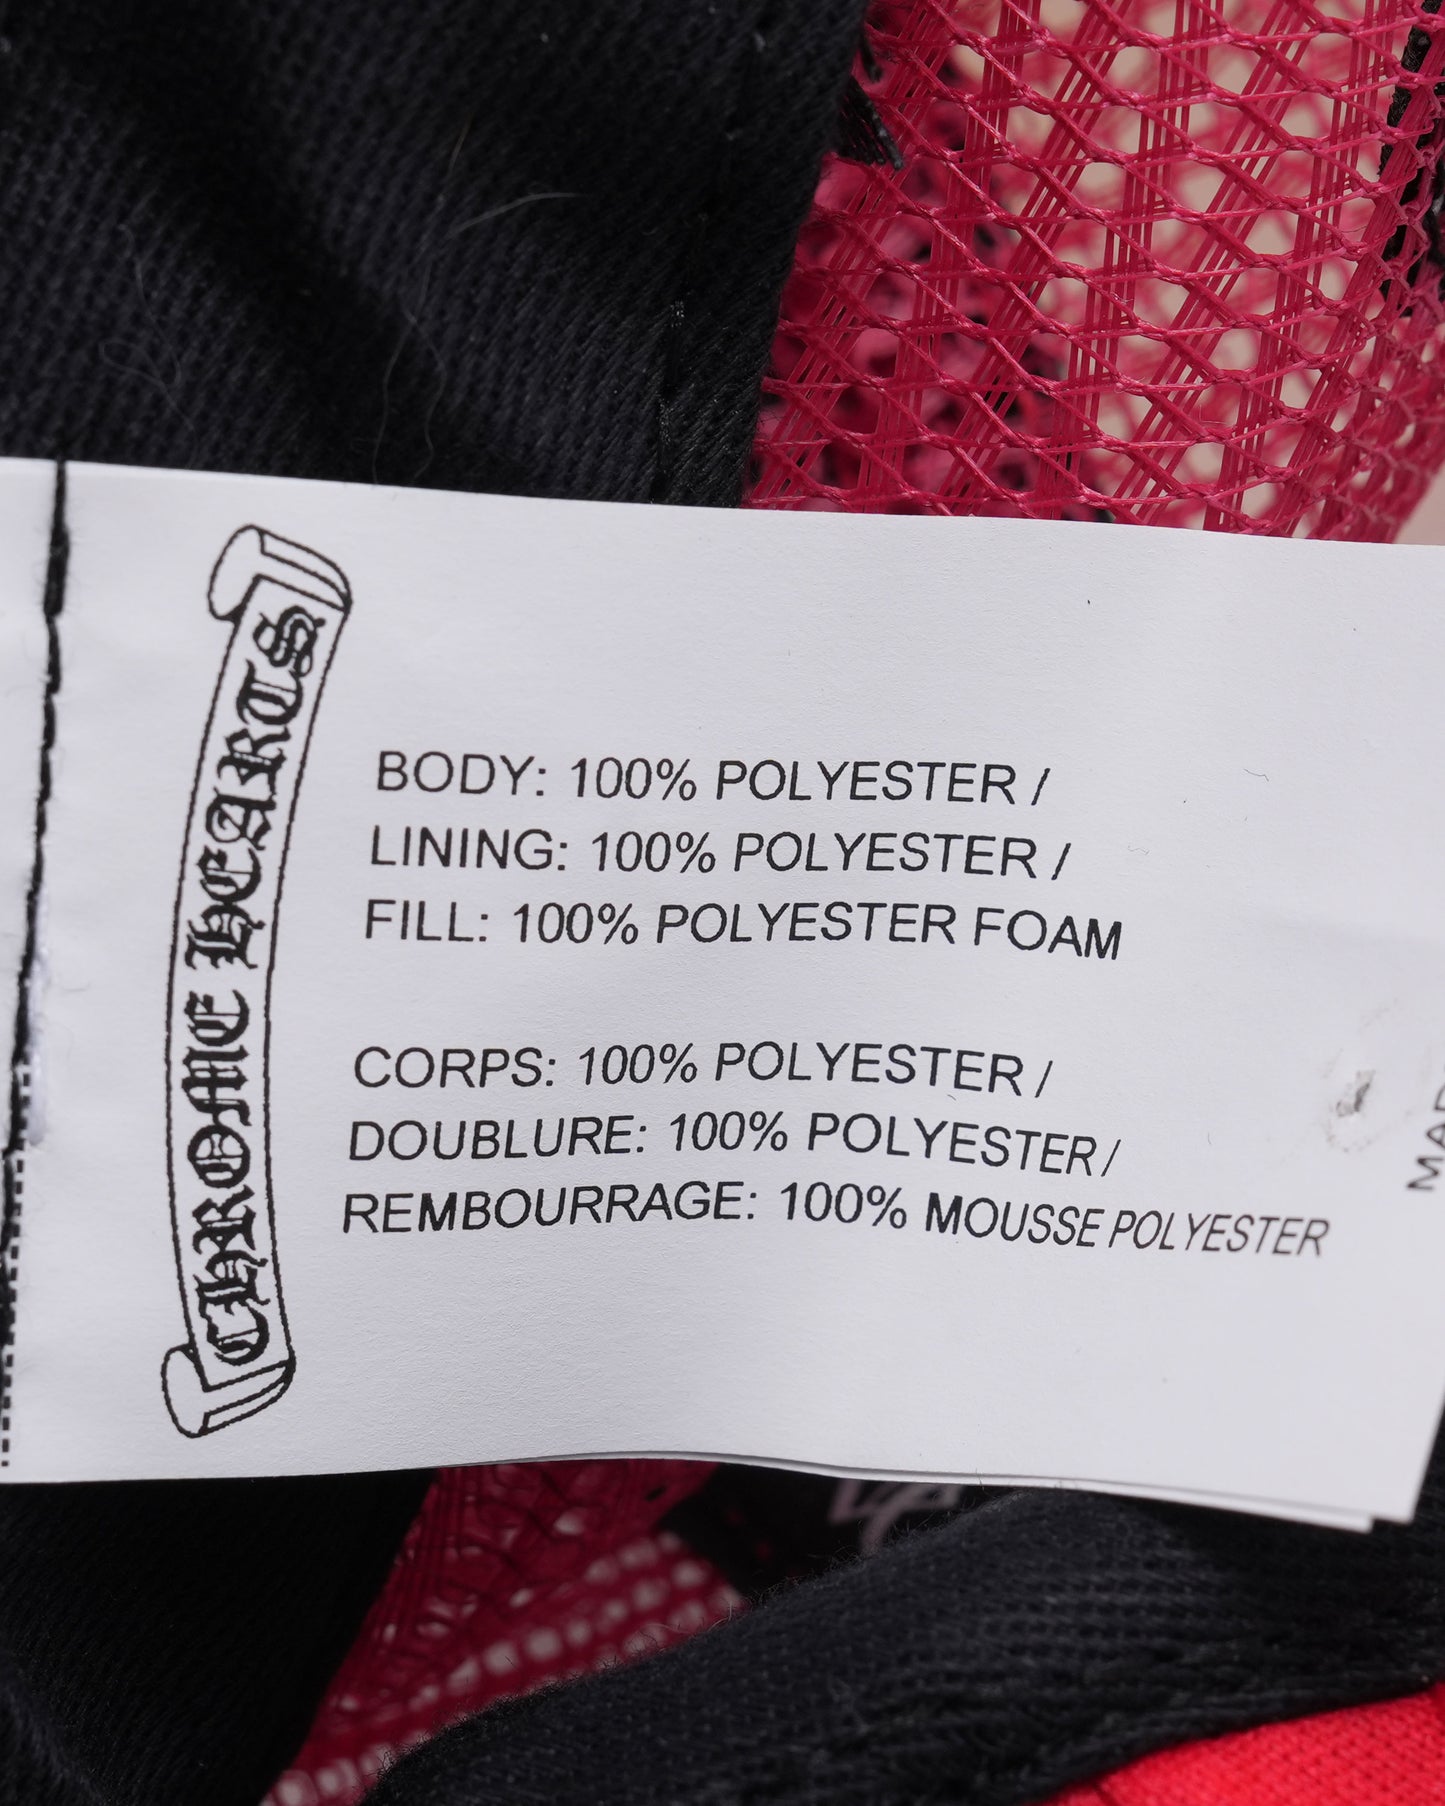 CHROME HEARTS
BODY: 100% POLYESTER /
LINING: 100% POLYESTER /
FILL: 100% POLYESTER FOAM
CORPS: 100% POLYESTER /
DOUBLURE: 100% POLYESTER/
REMBOURRAGE: 100% MOUSSE POLYESTER